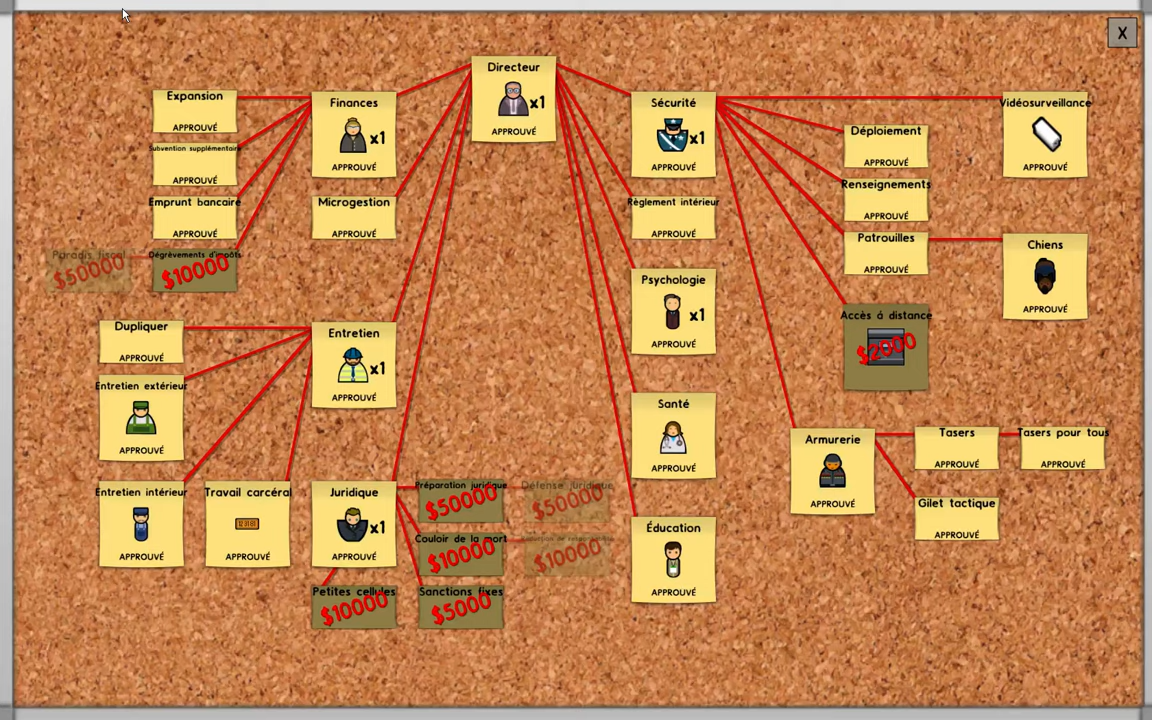 X
Directeur
x1
APPROUVÉ
Expansion
APPROUVÉ
Finances
x1
APPROUVÉ
Subvention supplémentaire
APPROUVÉ
Emprunt bancaire
APPROUVÉ
Microgestion
APPROUVÉ
Paradis fiscal
$50000
Dégrèvements d'impôts
$10000
Dupliquer
APPROUVÉ
Entretien
x1
APPROUVÉ
Entretien extérieur
APPROUVÉ
Entretien intérieur
APPROUVÉ
Travail carcéral
APPROUVÉ
Juridique
x1
APPROUVÉ
Préparation juridique
$50000
Défense juridique
$50000
Couloir de la mort
$10000
$10000
Petites cellules
$10000
Sanctions fixes
$5000
Sécurité
x1
APPROUVÉ
Règlement intérieur
APPROUVÉ
Psychologie
x1
APPROUVÉ
Santé
APPROUVÉ
Éducation
APPROUVÉ
Vidéosurveillance
APPROUVÉ
Déploiement
APPROUVÉ
Renseignements
APPROUVÉ
Patrouilles
APPROUVÉ
Chiens
APPROUVÉ
Accès á distance
$2000
Armurerie
APPROUVÉ
Tasers
APPROUVÉ
Tasers pour tous
APPROUVÉ
Gilet tactique
APPROUVÉ